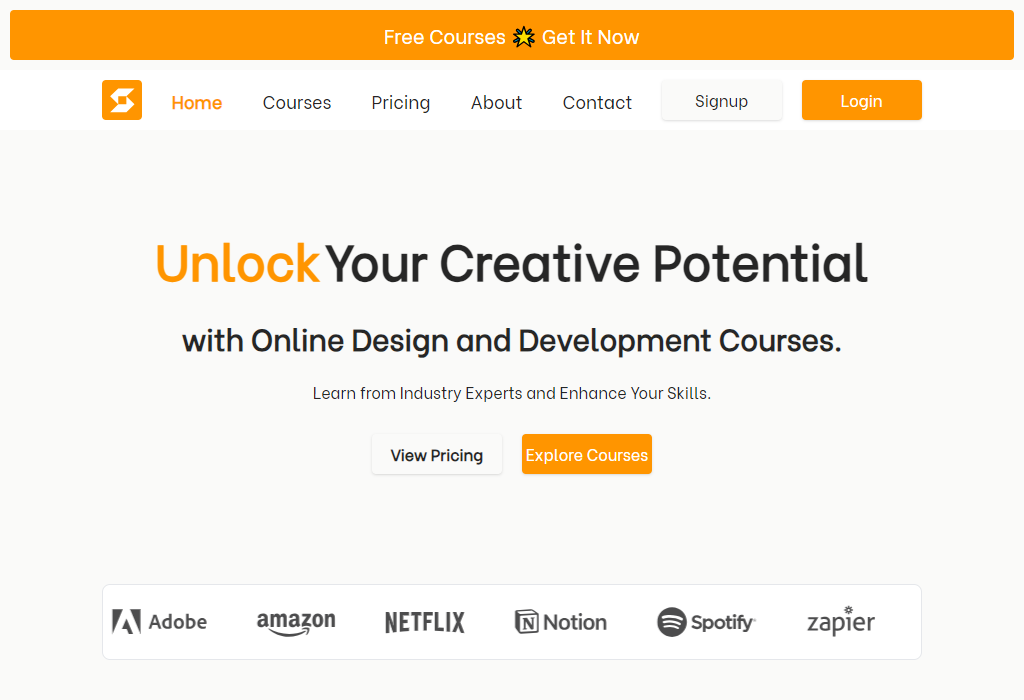 Free Courses 🌟 Get It Now
Home Courses Pricing About Contact Signup Login
Unlock Your Creative Potential
with Online Design and Development Courses.
Learn from Industry Experts and Enhance Your Skills.
View Pricing Explore Courses
Adobe amazon NETFLIX Notion Spotify zapier